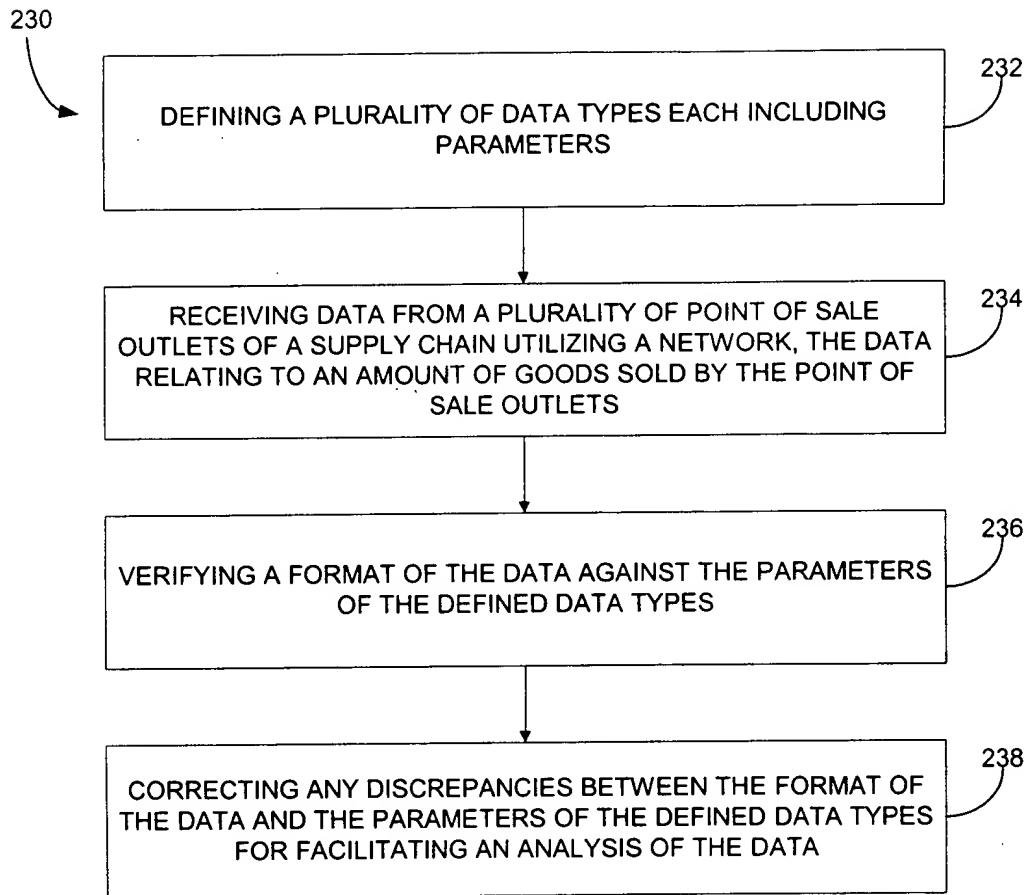 230
232
DEFINING A PLURALITY OF DATA TYPES EACH INCLUDING
PARAMETERS
234
RECEIVING DATA FROM A PLURALITY OF POINT OF SALE
OUTLETS OF A SUPPLY CHAIN UTILIZING A NETWORK, THE DATA
RELATING TO AN AMOUNT OF GOODS SOLD BY THE POINT OF
SALE OUTLETS
236
VERIFYING A FORMAT OF THE DATA AGAINST THE PARAMETERS
OF THE DEFINED DATA TYPES
238
CORRECTING ANY DISCREPANCIES BETWEEN THE FORMAT OF
THE DATA AND THE PARAMETERS OF THE DEFINED DATA TYPES
FOR FACILITATING AN ANALYSIS OF THE DATA